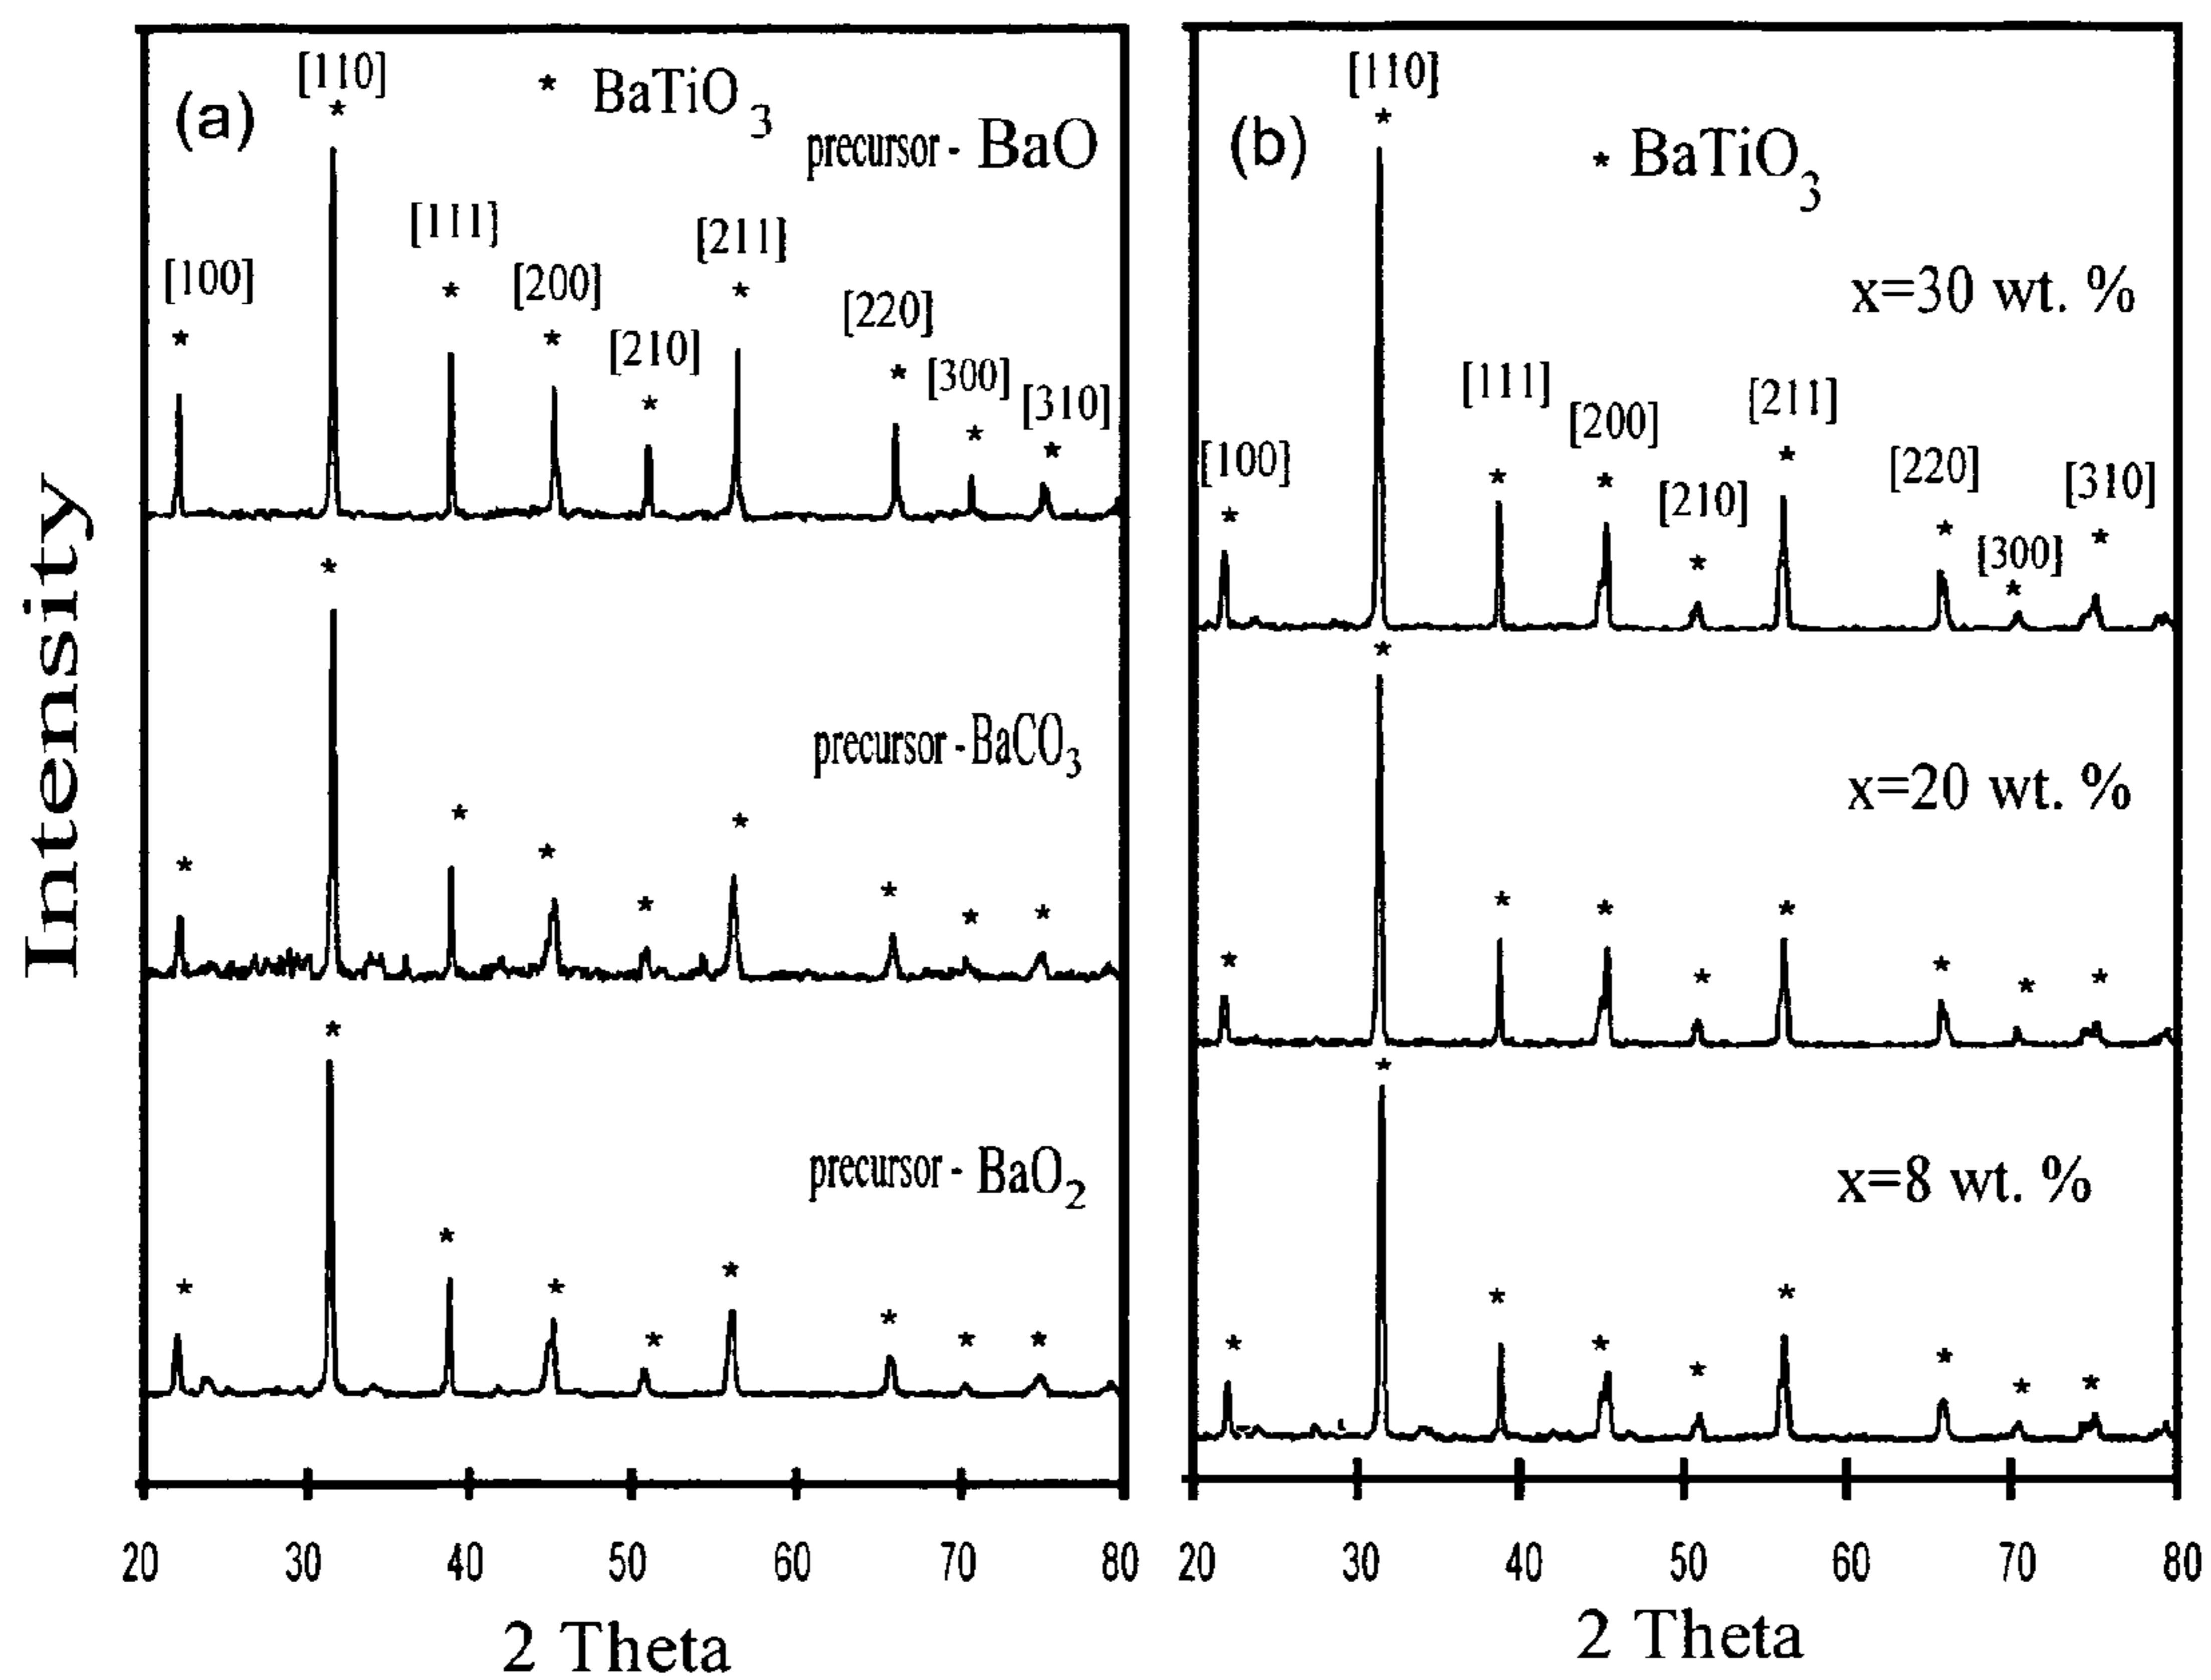 Intensity
(a)
[110]
* BaTiO3
precursor - BaO
[100]
[111]
[200]
[210]
[211]
[220]
[300]
[310]
precursor - BaCO3
precursor - BaO2
20 30 40 50 60 70 80
2 Theta
(b)
[110]
* BaTiO3
x=30 wt. %
[100]
[111]
[200]
[210]
[211]
[220]
[300]
[310]
x=20 wt. %
x=8 wt. %
20 30 40 50 60 70 80
2 Theta